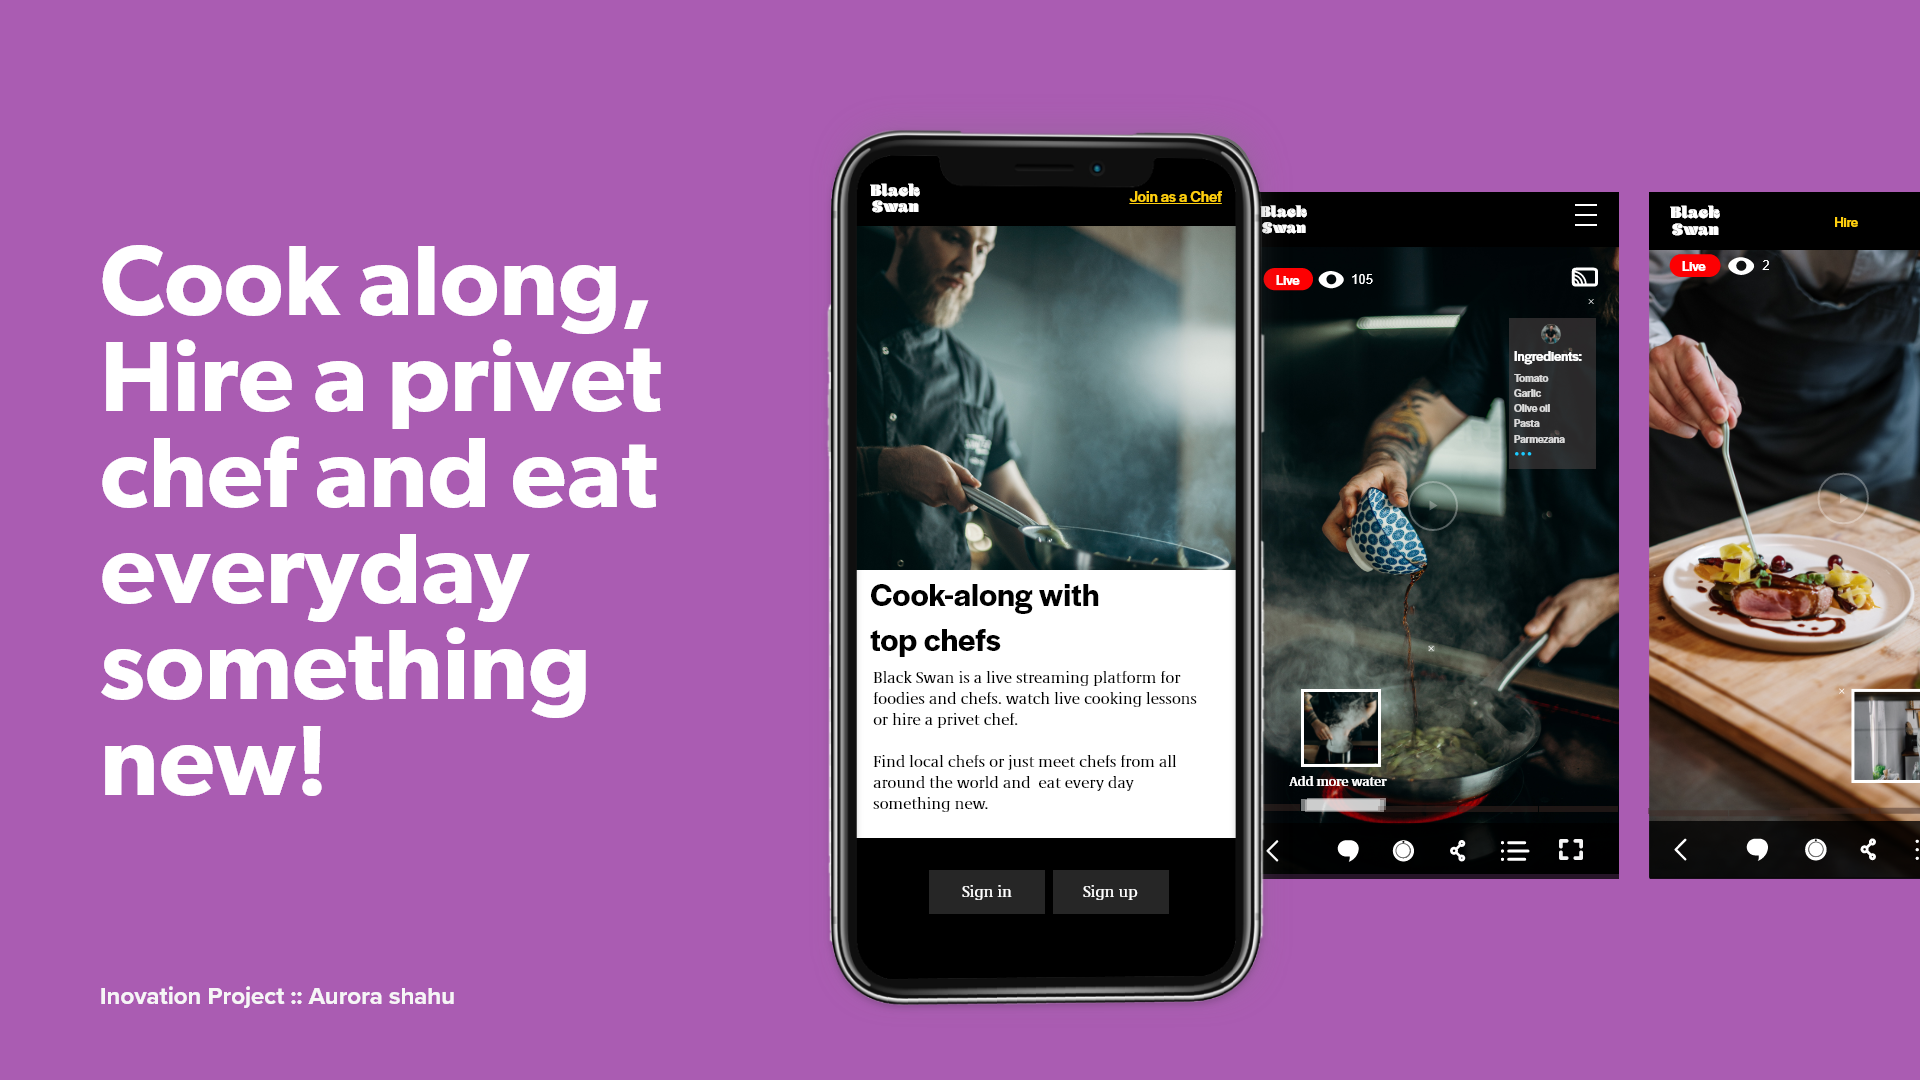 Cook along,
Hire a privet
chef and eat
everyday
something
new!
Inovation Project :: Aurora shahu
Black
Swan
Join as a Chef
Cook-along with
top chefs
Black Swan is a live streaming platform for
foodies and chefs. watch live cooking lessons
or hire a privet chef.
Find local chefs or just meet chefs from all
around the world and  eat every day
something new.
Sign in
Sign up
Black
Swan
Live
105
Ingredients:
Tomato
Garlic
Olive oil
Pasta
Parmezana
Add more water
Black
Swan
Hire
Live
2